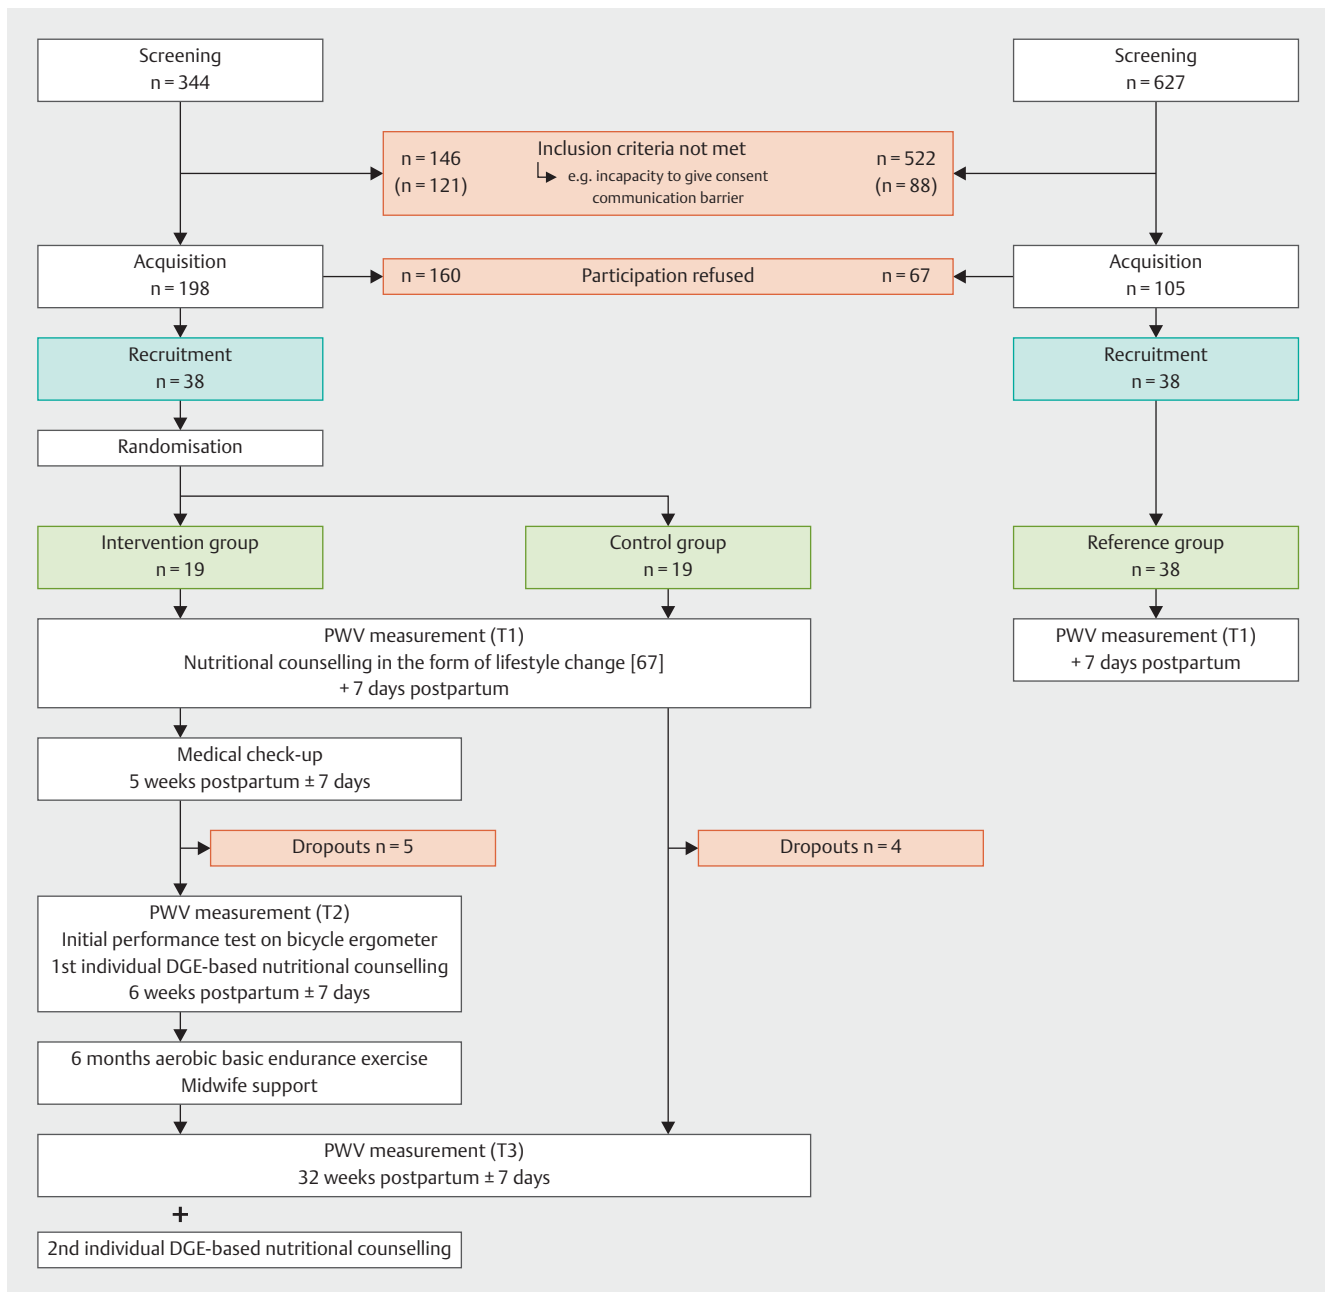 Screening
n = 344
Screening
n = 627
n = 146
(n = 121)
Inclusion criteria not met
e.g. incapacity to give consent
communication barrier
n = 522
(n = 88)
Acquisition
n = 198
n = 160
Participation refused
n = 67
Acquisition
n = 105
Recruitment
n = 38
Recruitment
n = 38
Randomisation
Intervention group
n = 19
Control group
n = 19
Reference group
n = 38
PWV measurement (T1)
Nutritional counselling in the form of lifestyle change [67]
+ 7 days postpartum
PWV measurement (T1)
+ 7 days postpartum
Medical check-up
5 weeks postpartum ± 7 days
Dropouts n = 5
Dropouts n = 4
PWV measurement (T2)
Initial performance test on bicycle ergometer
1st individual DGE-based nutritional counselling
6 weeks postpartum ± 7 days
6 months aerobic basic endurance exercise
Midwife support
PWV measurement (T3)
32 weeks postpartum ± 7 days
+
2nd individual DGE-based nutritional counselling